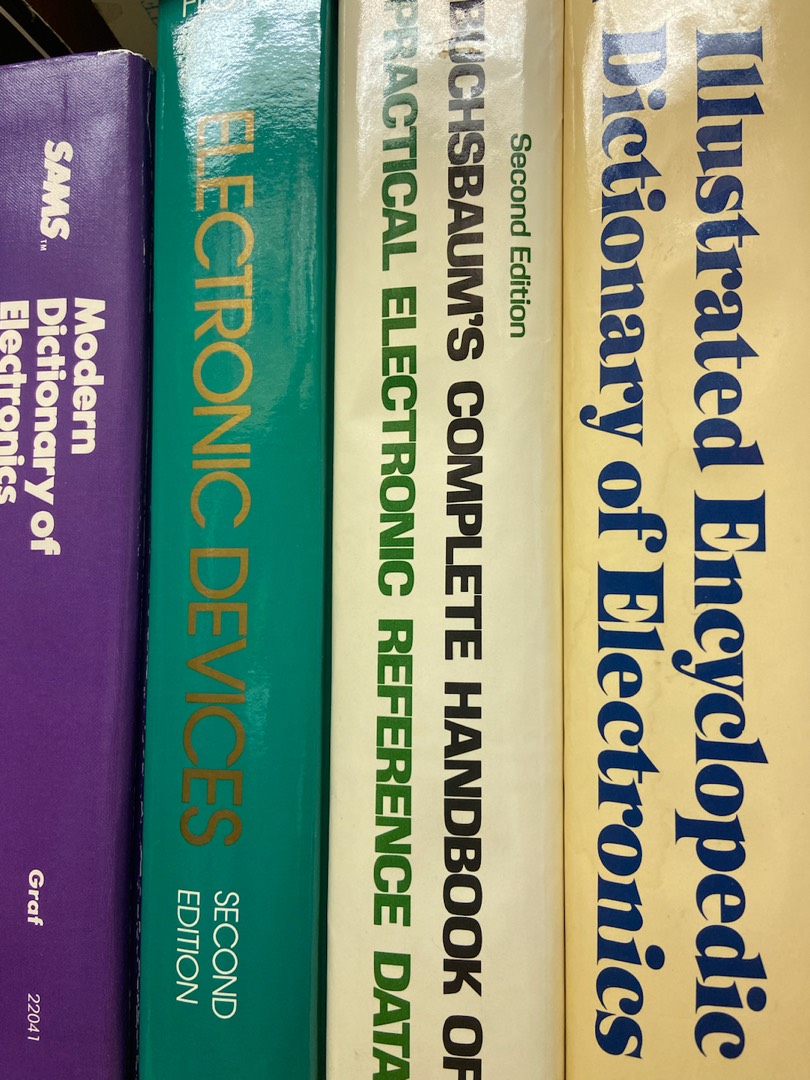 SAMS™
Modern
Dictionary of
Electronics
Graf
22041
ELECTRONIC DEVICES
SECOND
EDITION
Second Edition
BUCHSBAUM'S COMPLETE HANDBOOK OF
PRACTICAL ELECTRONIC REFERENCE DATA
Illustrated Encyclopedic
Dictionary of Electronics